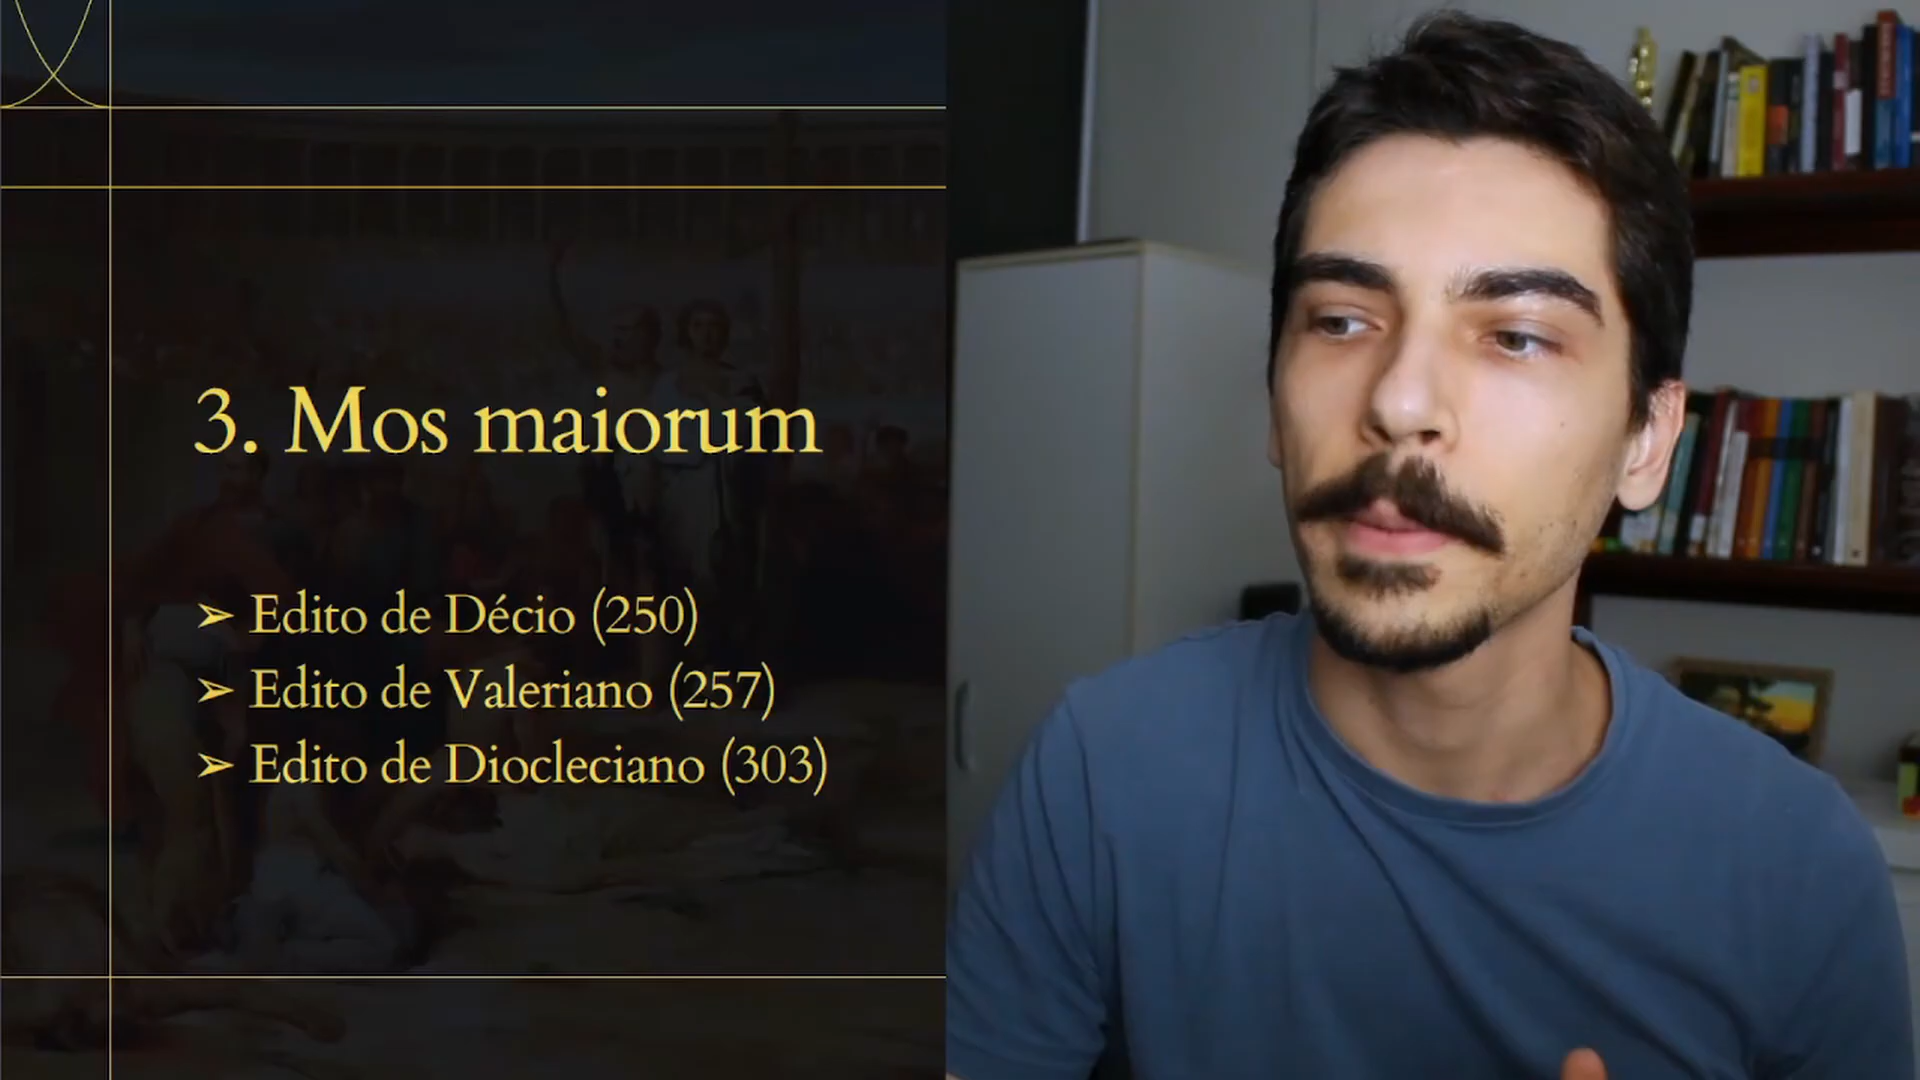 3. Mos maiorum
➢ Edito de Décio (250)
➢ Edito de Valeriano (257)
➢ Edito de Diocleciano (303)